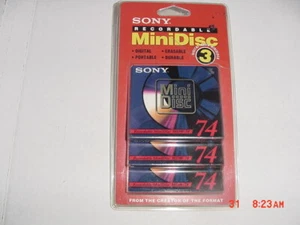 SONY
RECORDABLE
MiniDisc
• DIGITAL • ERASABLE
• PORTABLE • DURABLE
3
SONY
Mini
DISC
74
74
74
FROM THE CREATOR OF THE FORMAT
31 8:23AM